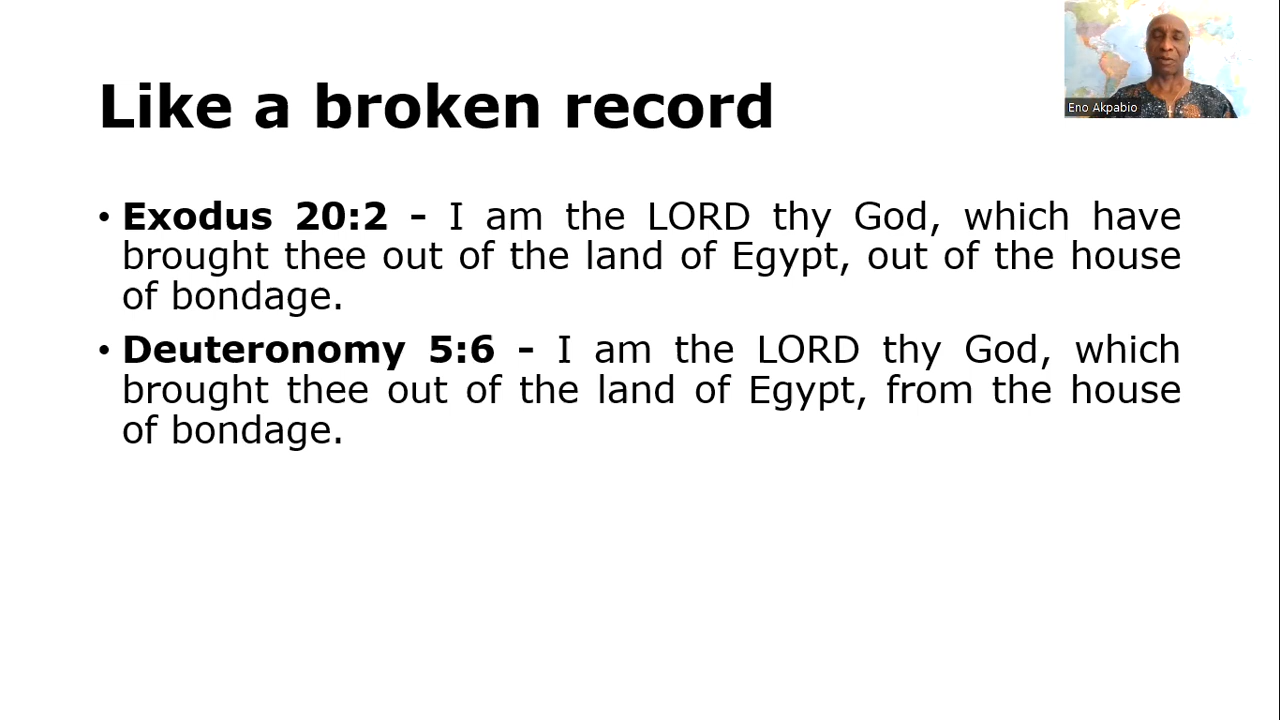 Like a broken record
Eno Akpabio
• Exodus 20:2 - I am the LORD thy God, which have
brought thee out of the land of Egypt, out of the house
of bondage.
• Deuteronomy 5:6 - I am the LORD thy God, which
brought thee out of the land of Egypt, from the house
of bondage.